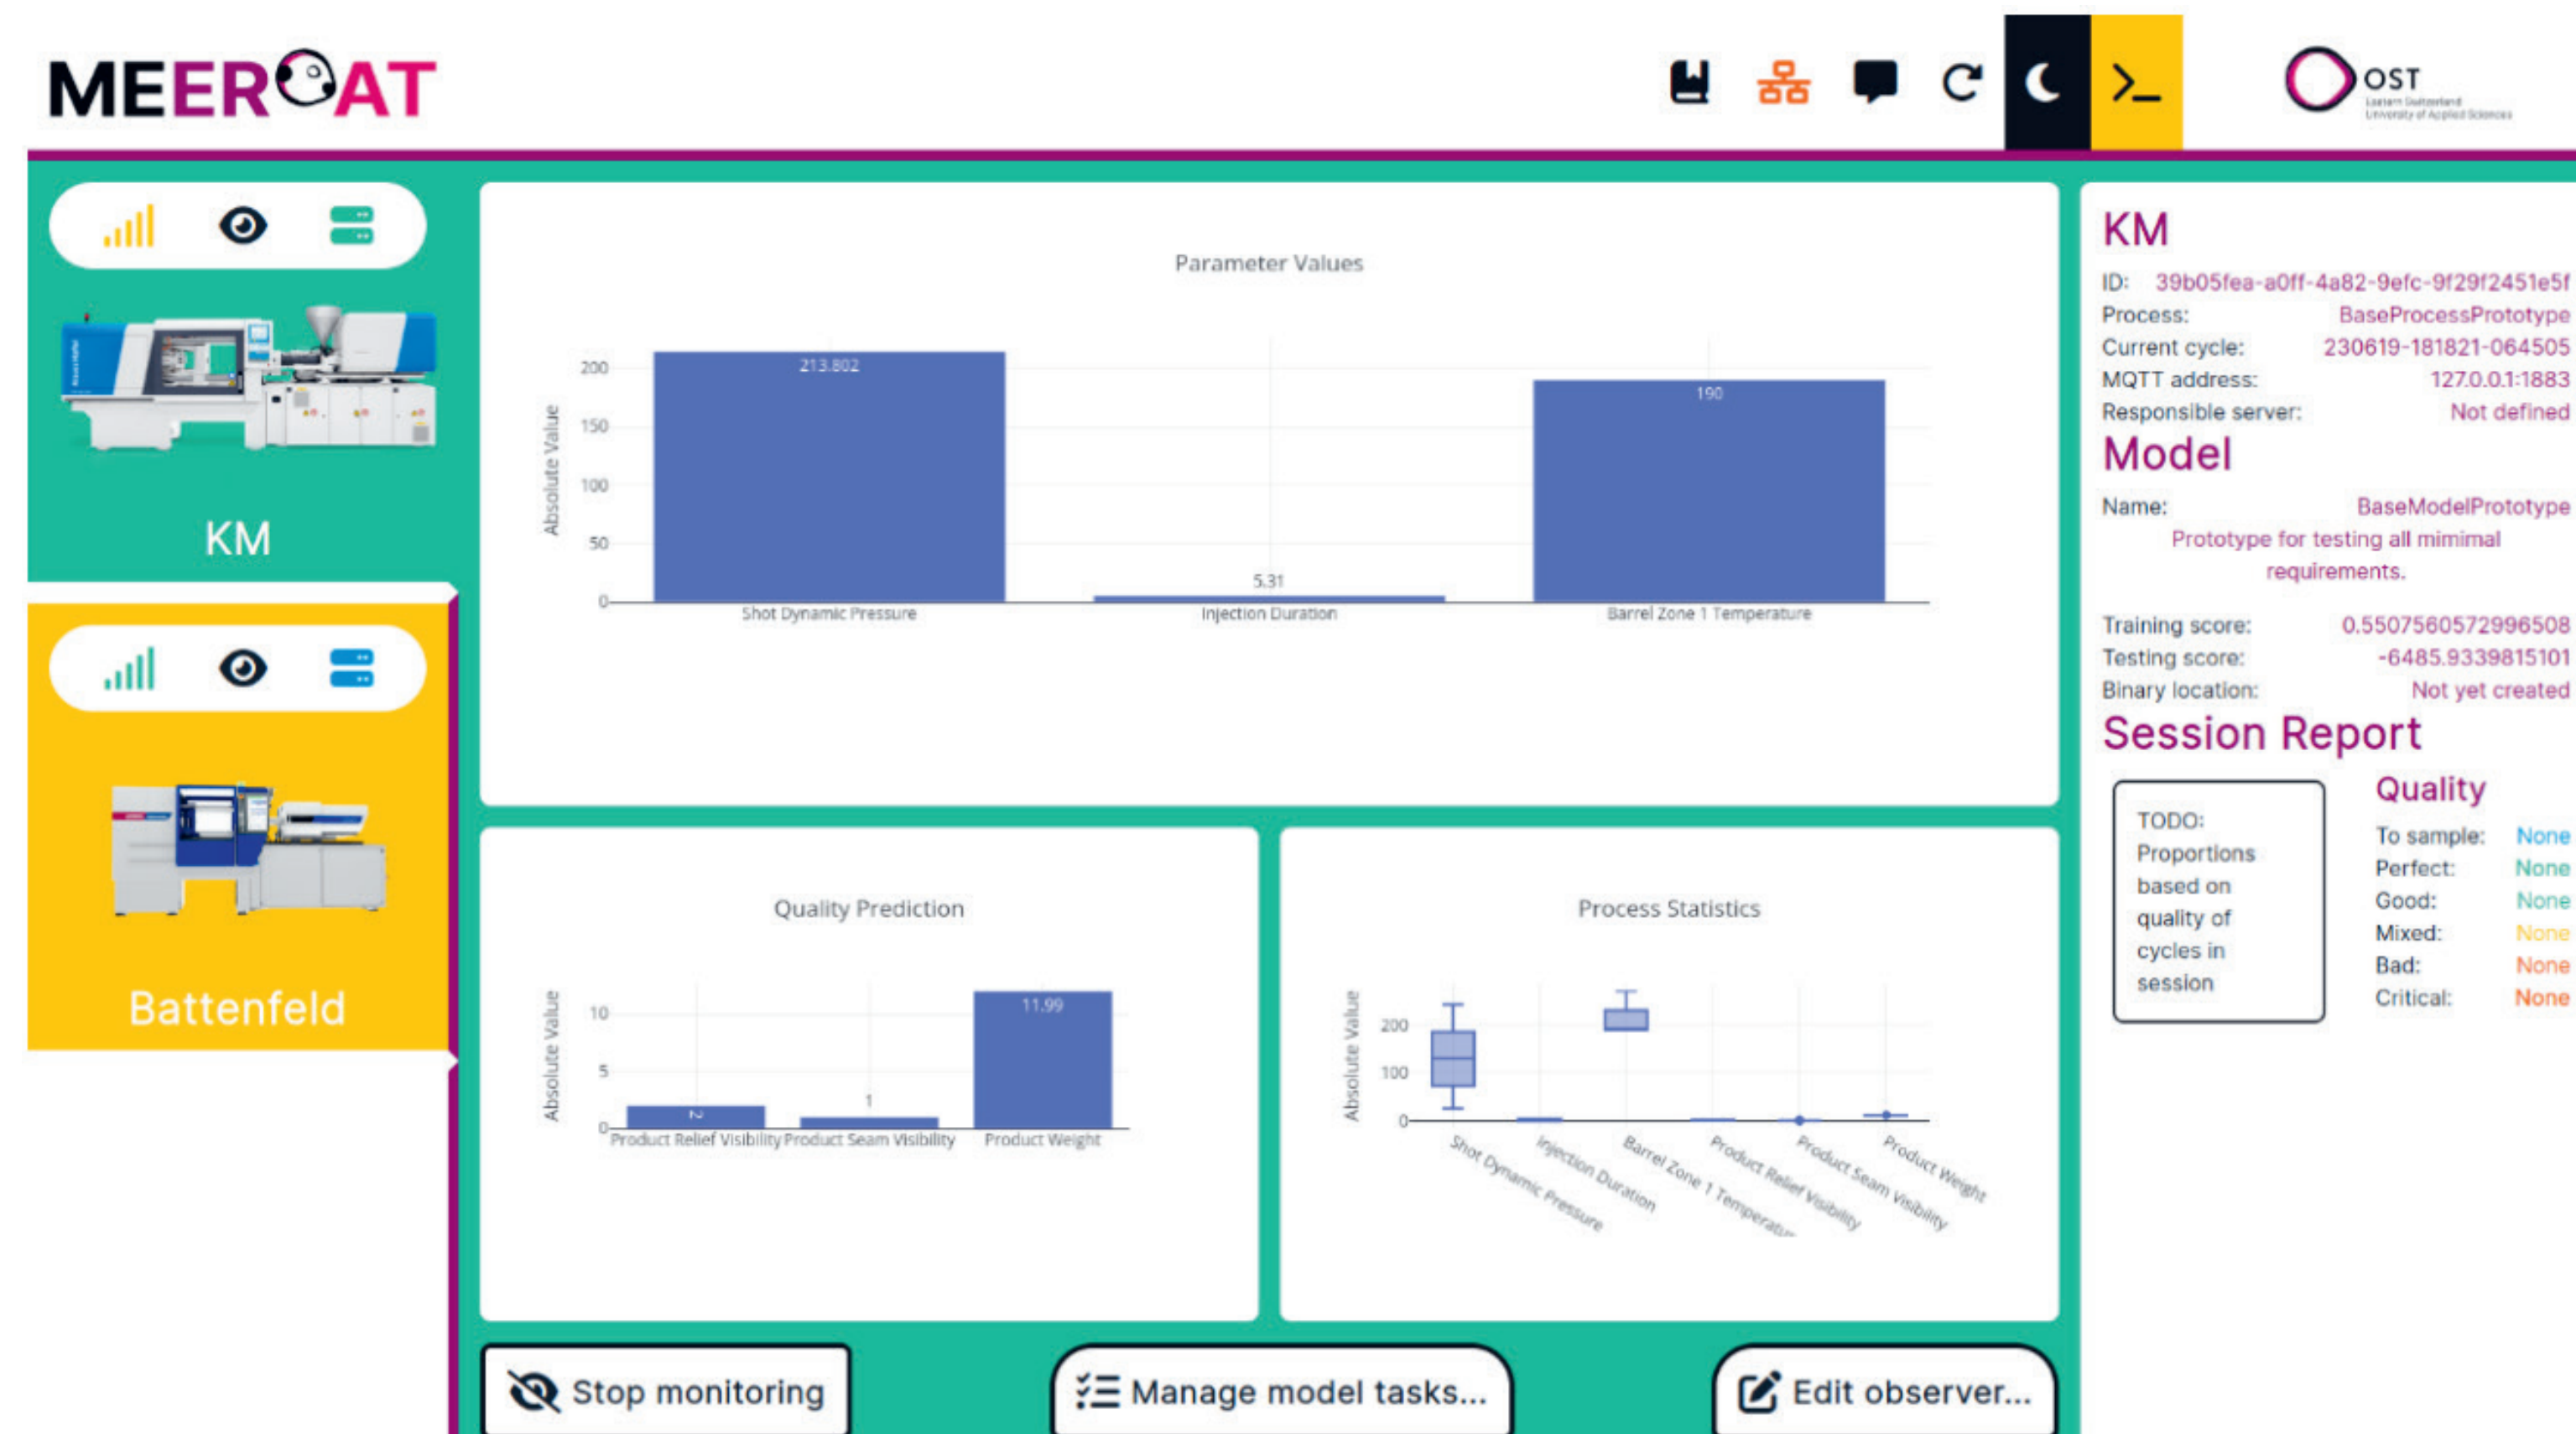 MEERCAT
OST
Eastern Switzerland
University of Applied Sciences
KM
Battenfeld
Parameter Values
Absolute Value
200
150
100
50
0
213.802
5.31
190
Shot Dynamic Pressure
Injection Duration
Barrel Zone 1 Temperature
Quality Prediction
Absolute Value
10
5
0
2
1
11.99
Product Relief Visibility
Product Seam Visibility
Product Weight
Process Statistics
Absolute Value
200
100
0
Shot Dynamic Pressure
Injection Duration
Barrel Zone 1 Temperatur
Product Relief Visibility
Product Seam Visibility
Product Weight
Stop monitoring
Manage model tasks...
Edit observer...
KM
ID: 39b05fea-a0ff-4a82-9efc-9f29f2451e5f
Process: BaseProcessPrototype
Current cycle: 230619-181821-064505
MQTT address: 127.0.0.1:1883
Responsible server: Not defined
Model
Name: BaseModelPrototype
Prototype for testing all mimimal
requirements.
Training score: 0.5507560572996508
Testing score: -6485.9339815101
Binary location: Not yet created
Session Report
TODO:
Proportions
based on
quality of
cycles in
session
Quality
To sample: None
Perfect: None
Good: None
Mixed: None
Bad: None
Critical: None